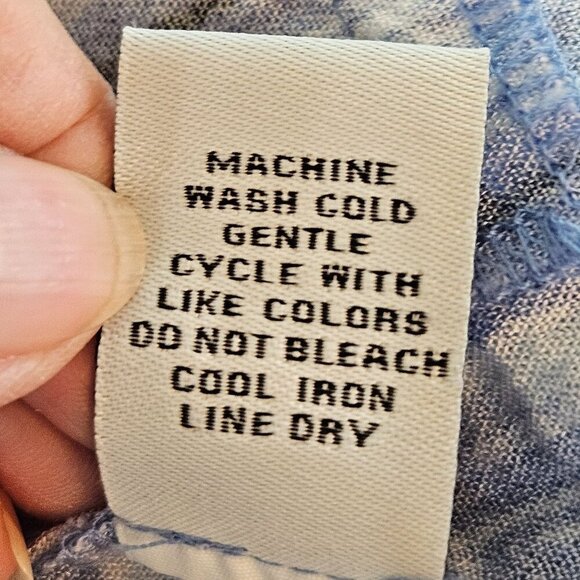 MACHINE
WASH COLD
GENTLE
CYCLE WITH
LIKE COLORS
DO NOT BLEACH
COOL IRON
LINE DRY